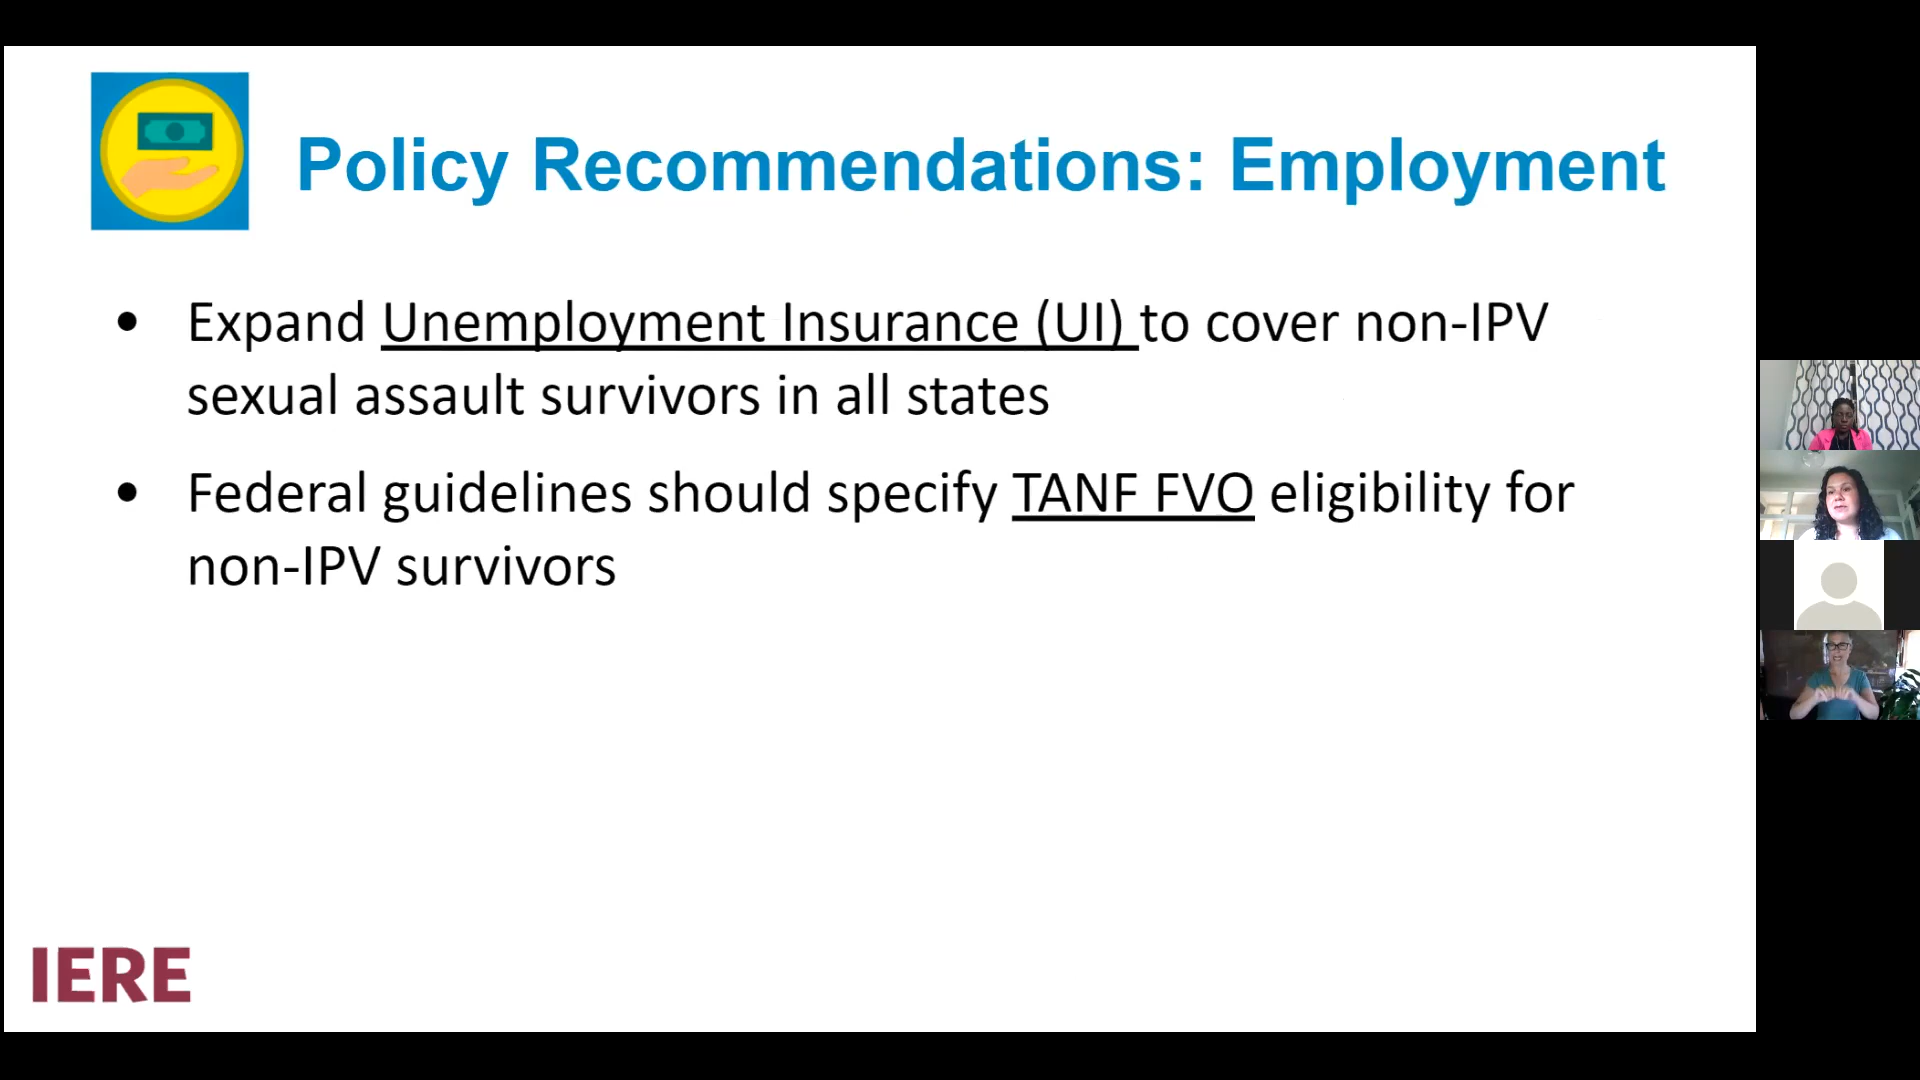 Policy Recommendations: Employment
• Expand Unemployment Insurance (UI) to cover non-IPV
sexual assault survivors in all states
• Federal guidelines should specify TANF FVO eligibility for
non-IPV survivors
IERE